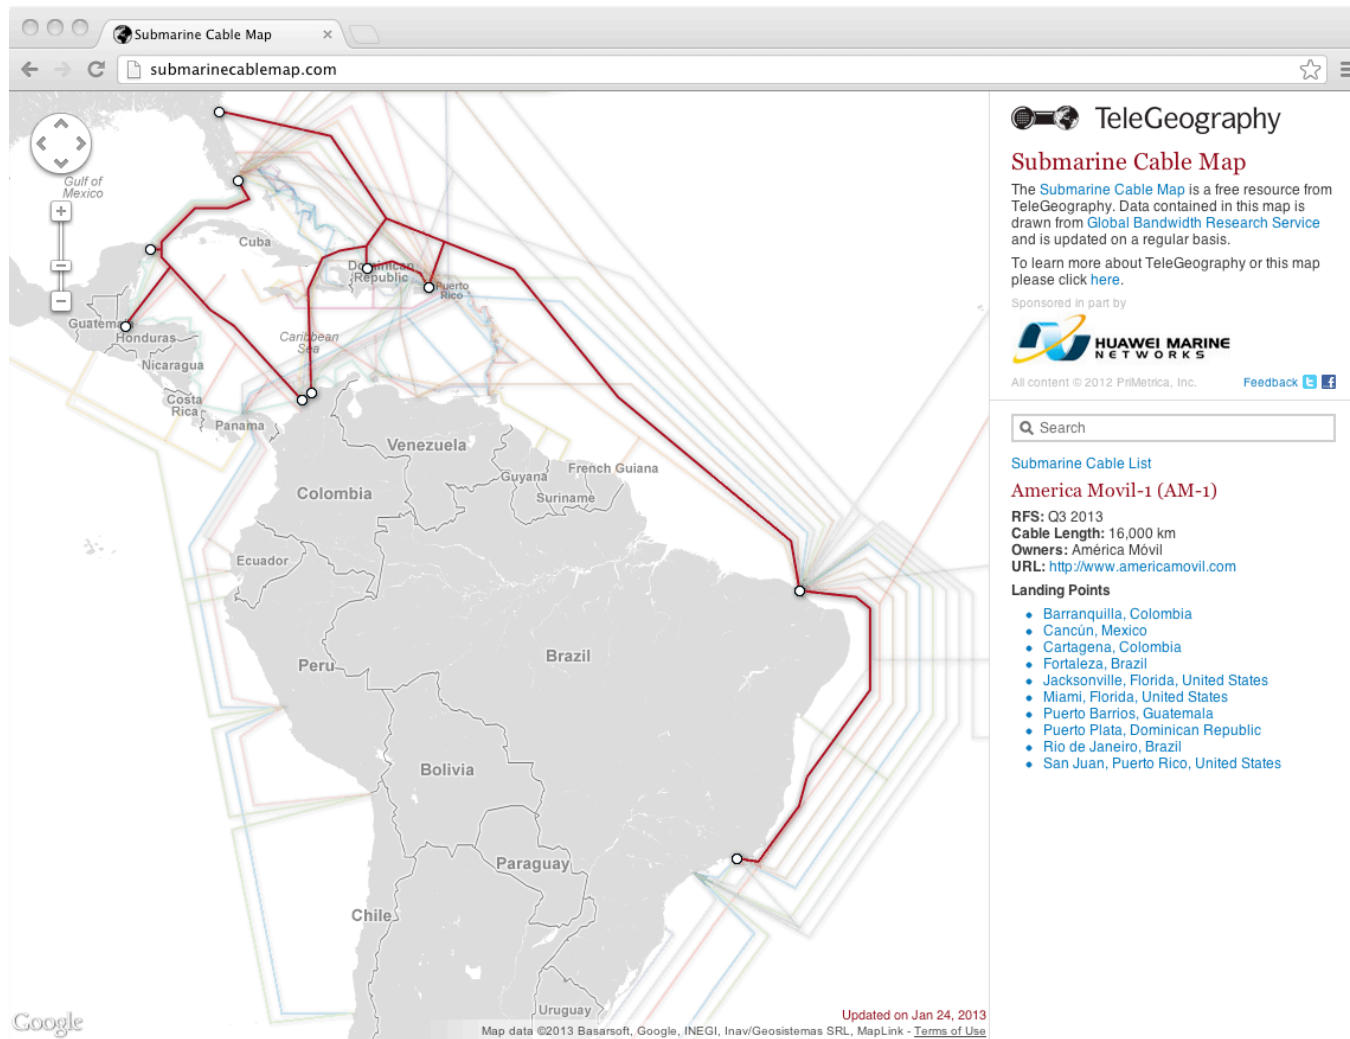 Submarine Cable Map
submarinecablemap.com
Gulf of
Mexico
Cuba
Dominican
Republic
Puerto
Rico
Guatemala
Honduras
Caribbean
Sea
Nicaragua
Costa
Rica
Panama
Venezuela
Guyana
French Guiana
Suriname
Colombia
Ecuador
Peru
Brazil
Bolivia
Paraguay
Chile
Uruguay
Google
Updated on Jan 24, 2013
Map data ©2013 Basarsoft, Google, INEGI, Inav/Geosistemas SRL, MapLink - Terms of Use
TeleGeography
Submarine Cable Map
The Submarine Cable Map is a free resource from
TeleGeography. Data contained in this map is
drawn from Global Bandwidth Research Service
and is updated on a regular basis.
To learn more about TeleGeography or this map
please click here.
Sponsored in part by
HUAWEI MARINE
NETWORKS
All content © 2012 PriMetrica, Inc. Feedback
Search
Submarine Cable List
America Movil-1 (AM-1)
RFS: Q3 2013
Cable Length: 16,000 km
Owners: América Móvil
URL: http://www.americamovil.com
Landing Points
Barranquilla, Colombia
Cancún, Mexico
Cartagena, Colombia
Fortaleza, Brazil
Jacksonville, Florida, United States
Miami, Florida, United States
Puerto Barrios, Guatemala
Puerto Plata, Dominican Republic
Rio de Janeiro, Brazil
San Juan, Puerto Rico, United States